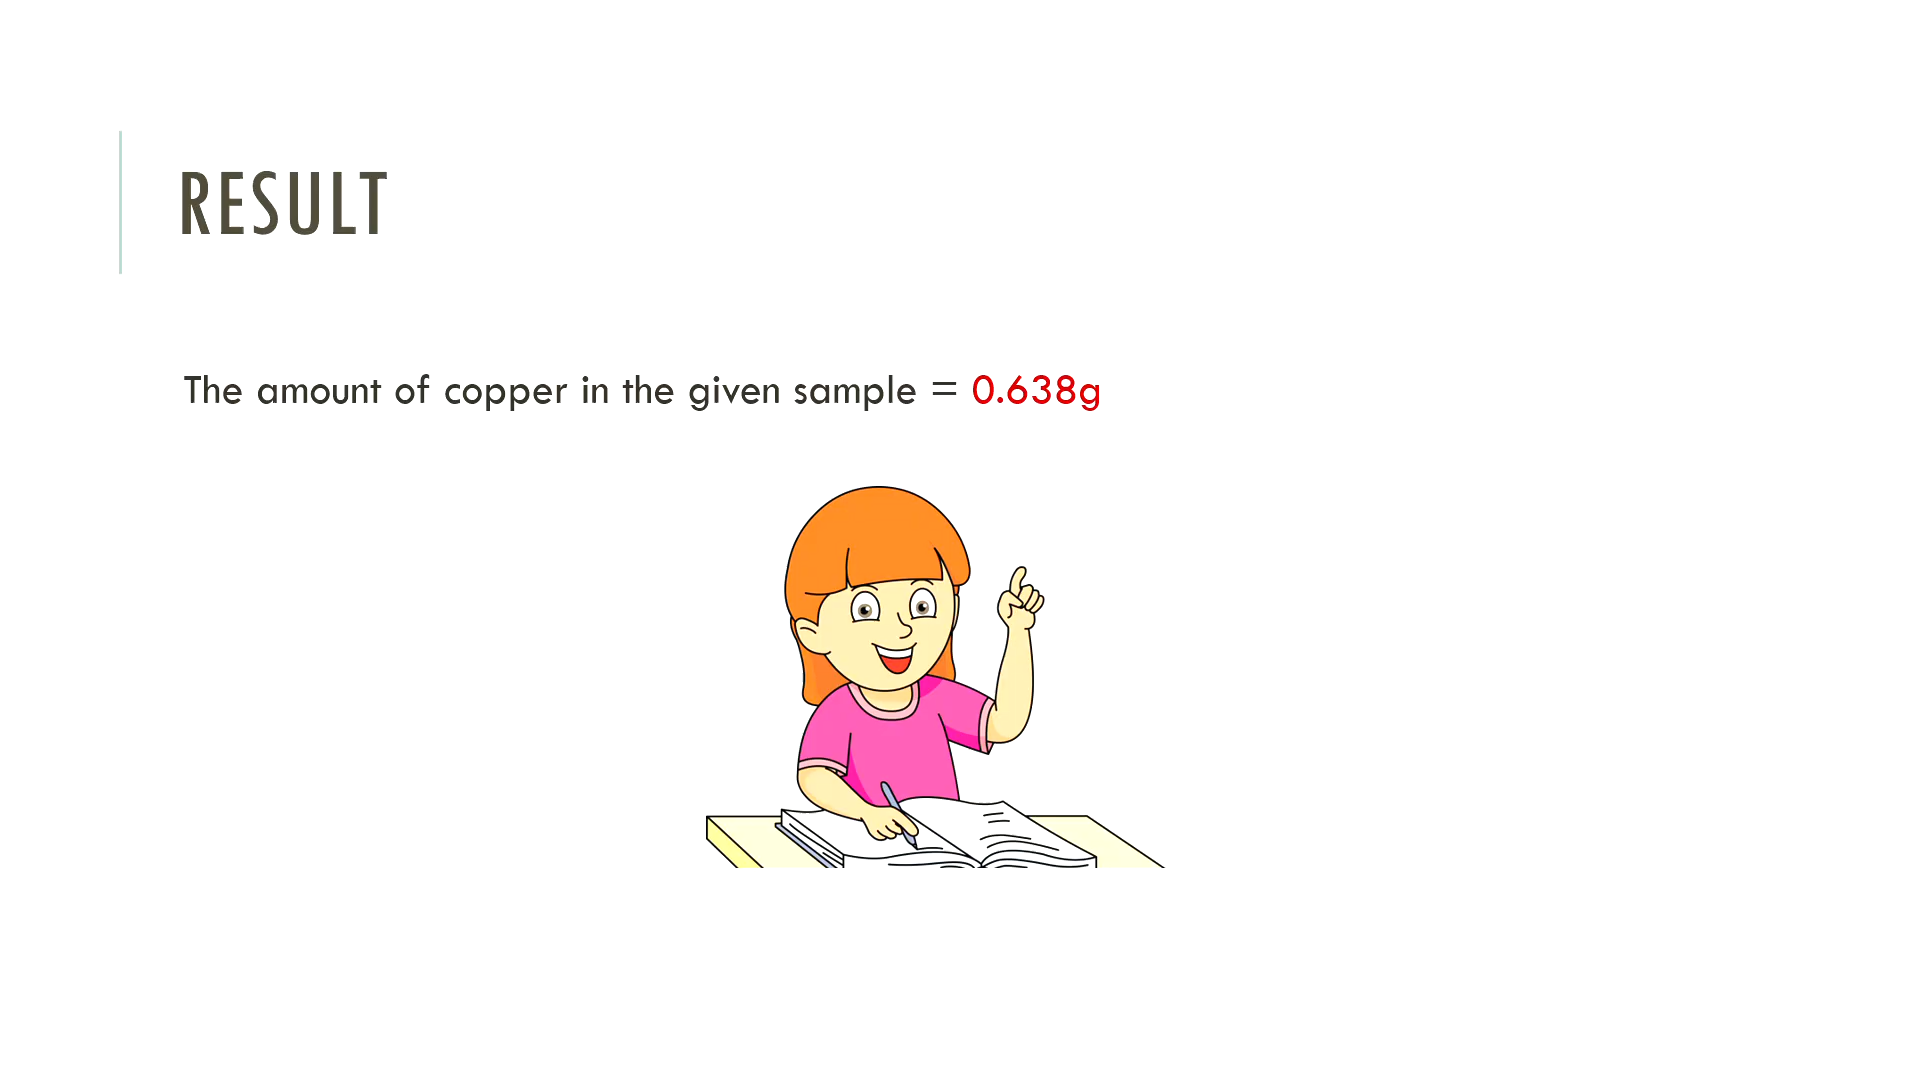 RESULT
The amount of copper in the given sample = 0.638g